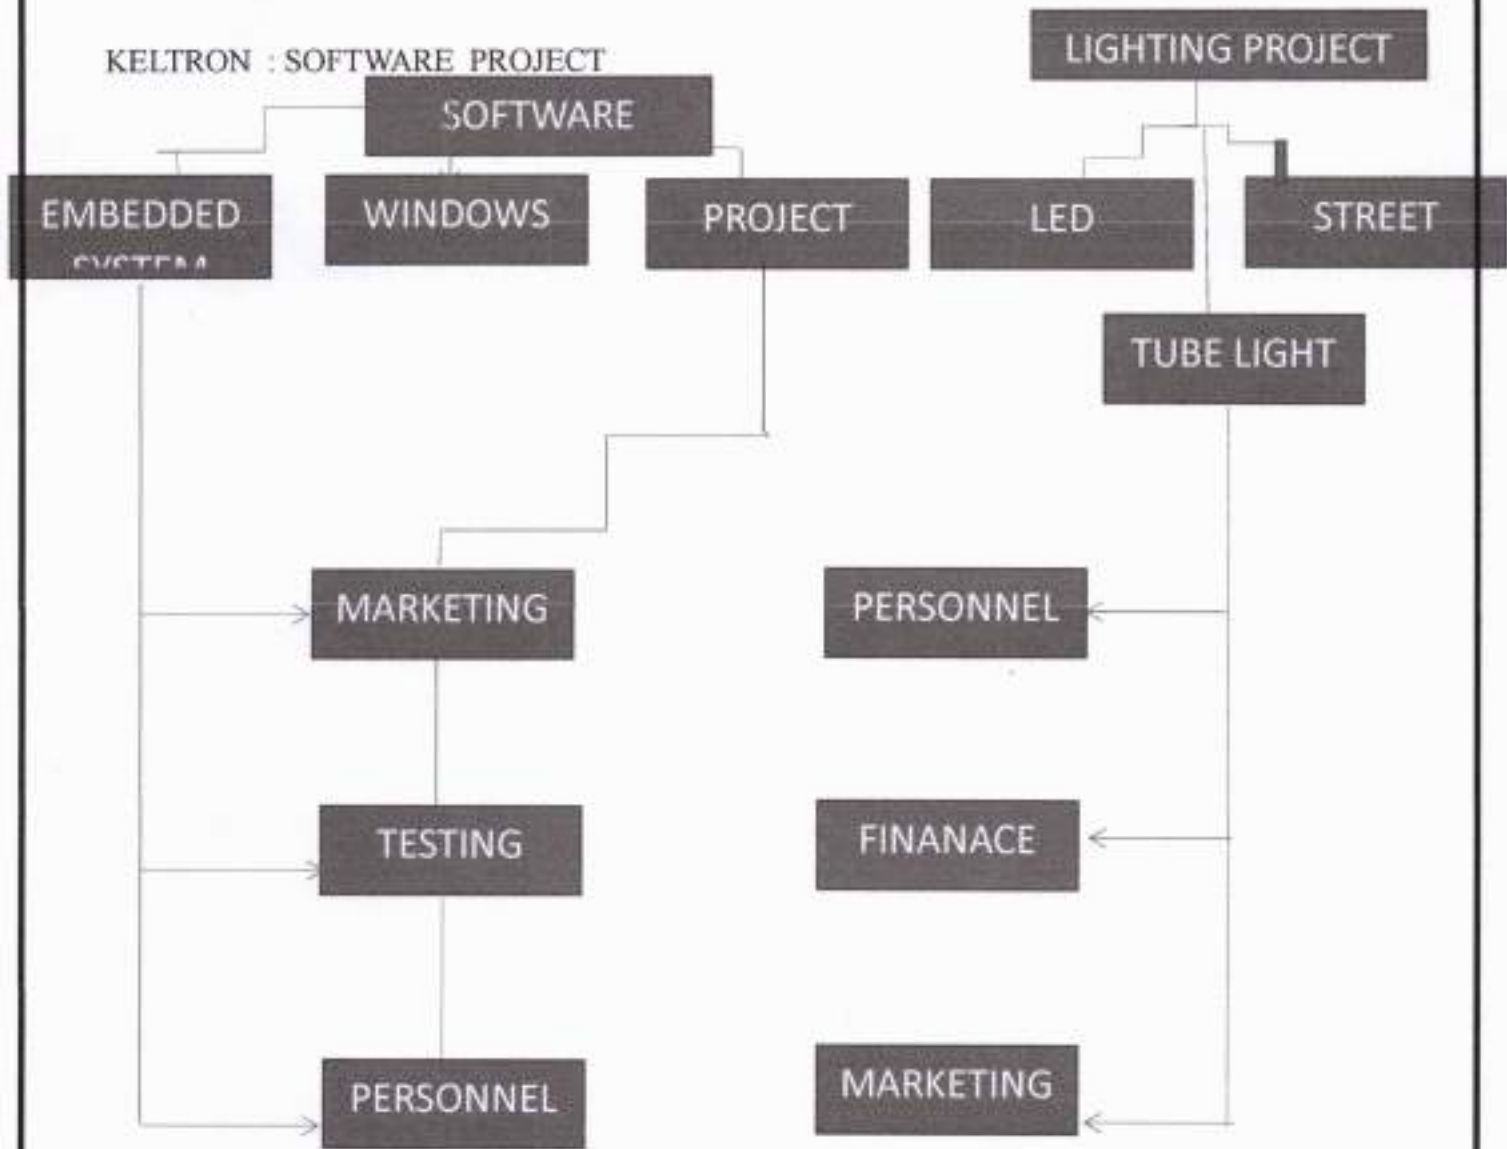 KELTRON : SOFTWARE PROJECT
LIGHTING PROJECT
SOFTWARE
EMBEDDED
SYSTEM
WINDOWS
PROJECT
LED
STREET
TUBE LIGHT
MARKETING
PERSONNEL
TESTING
FINANACE
PERSONNEL
MARKETING